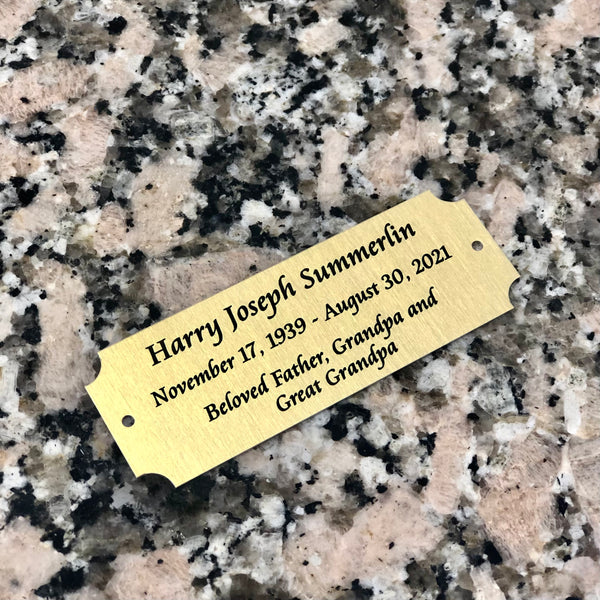 Harry Joseph Summerlin
November 17, 1939 - August 30, 2021
Beloved Father, Grandpa and
Great Grandpa